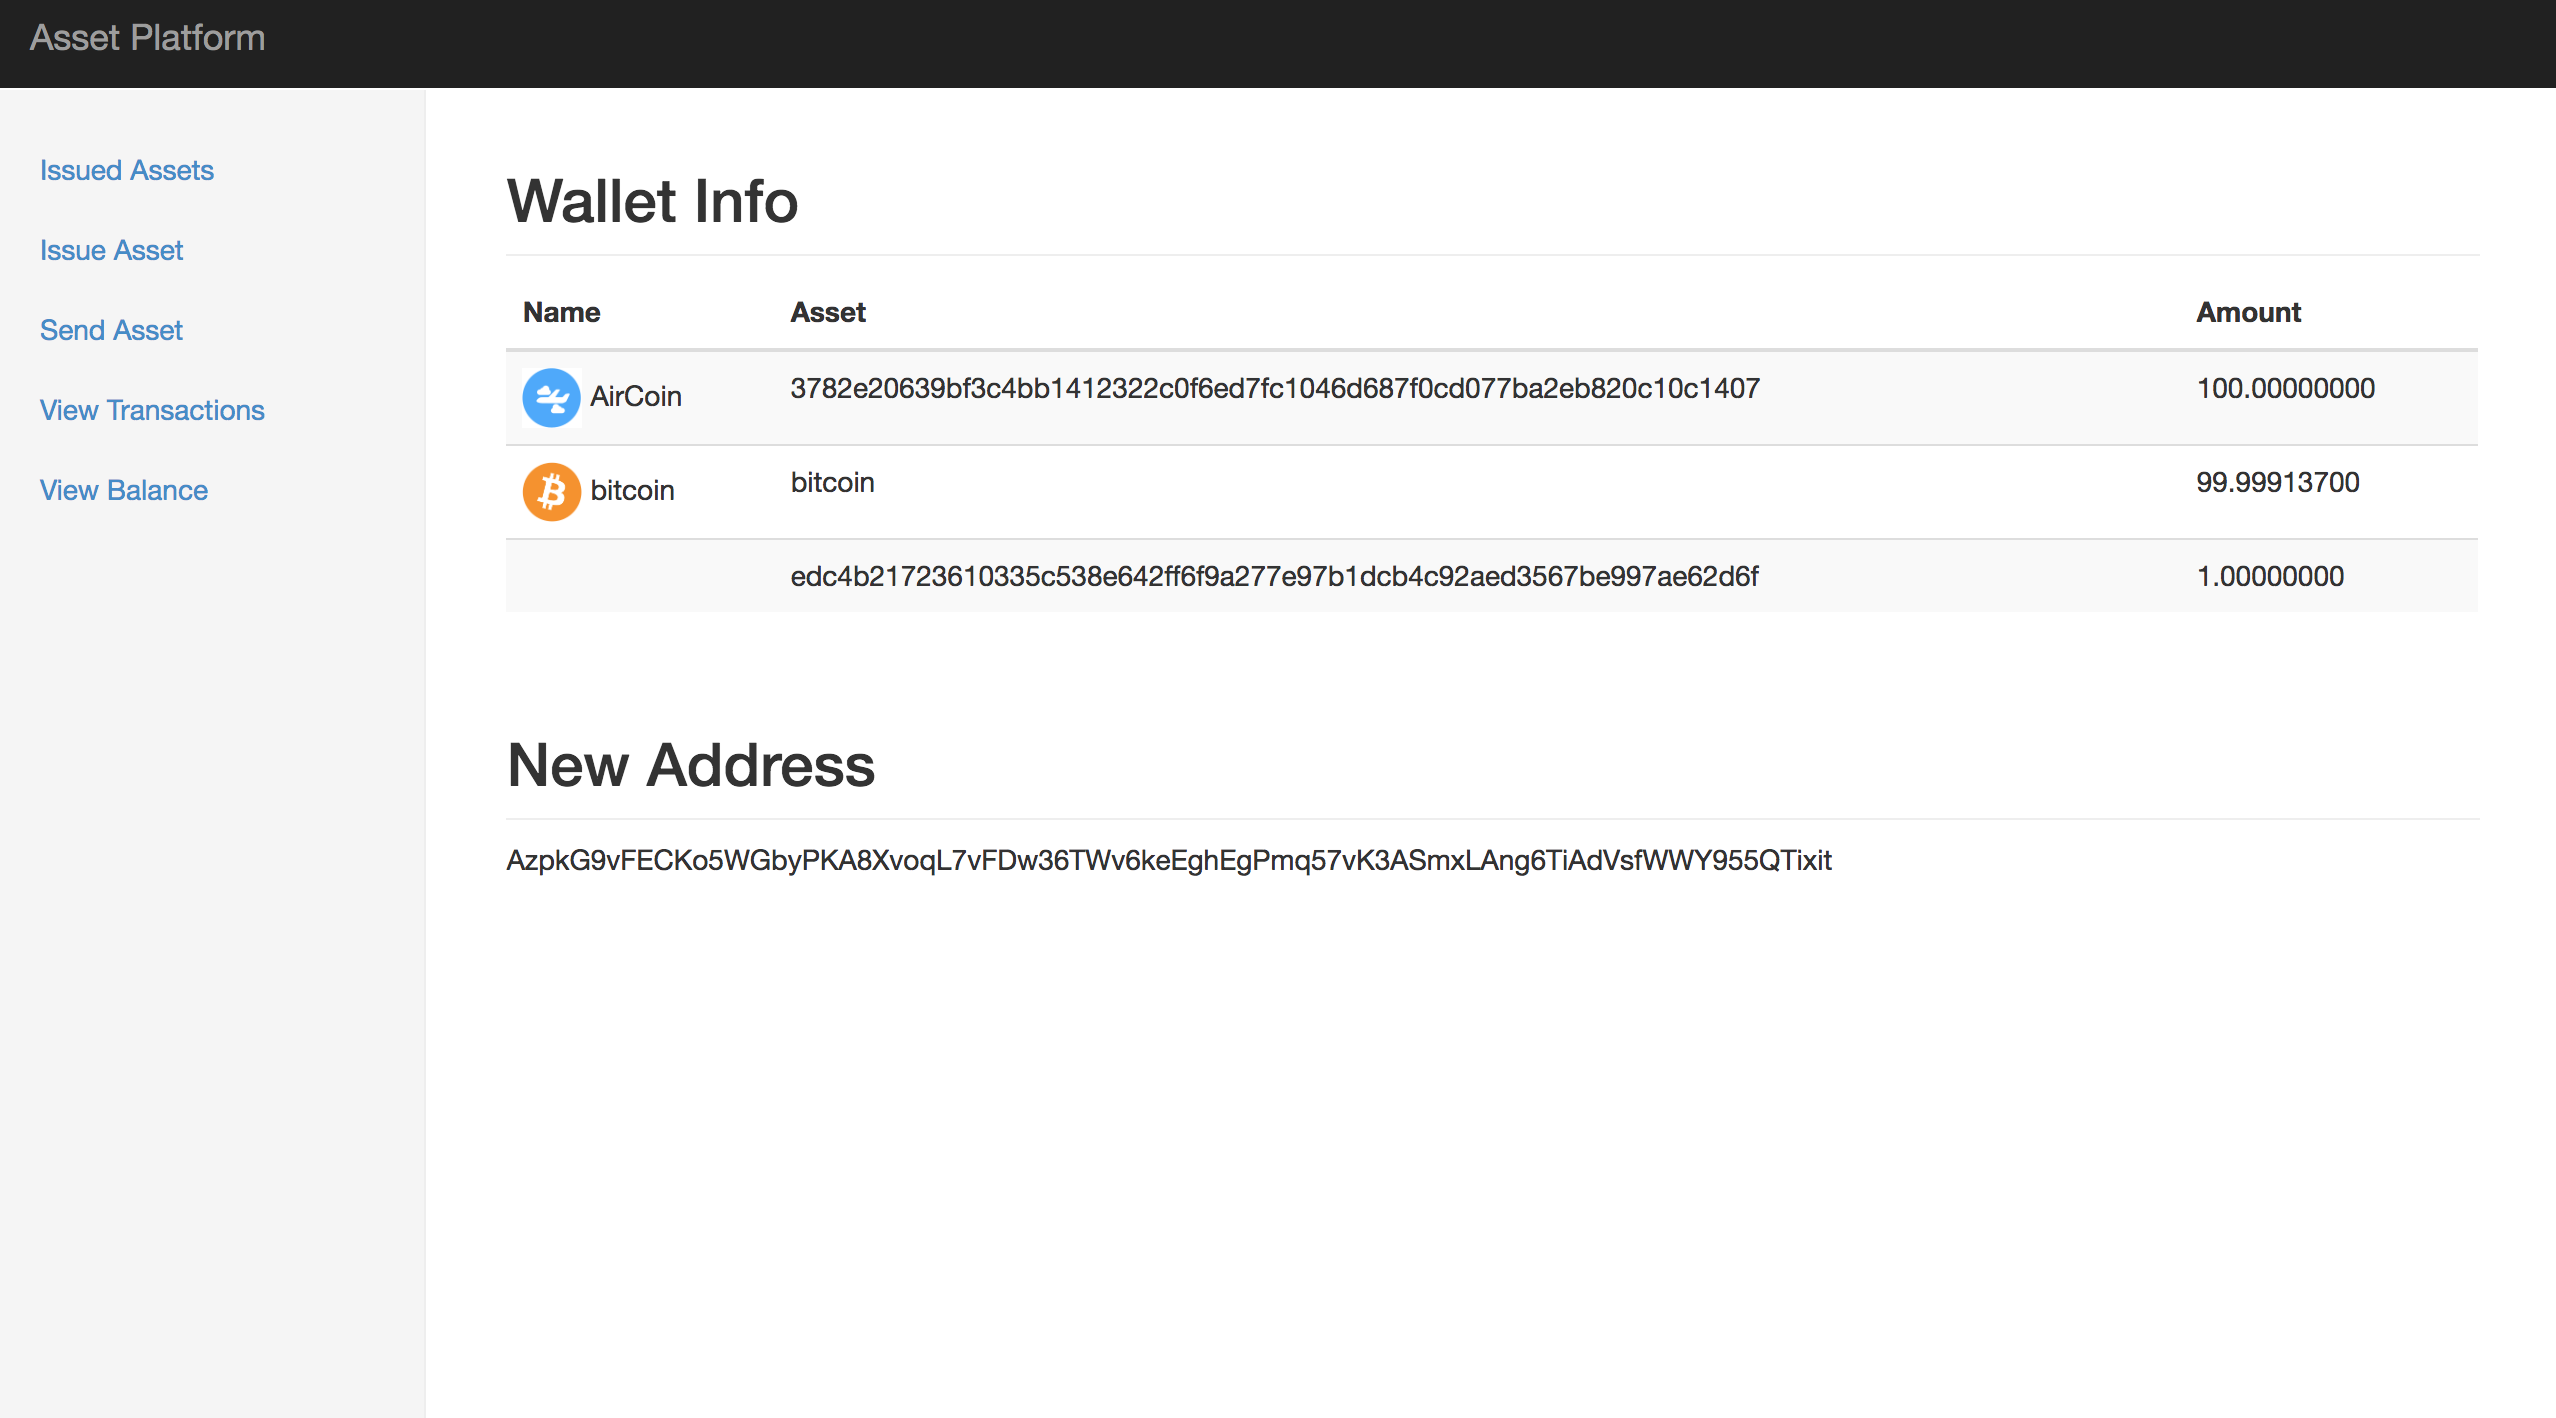 Asset Platform
Issued Assets
Issue Asset
Send Asset
View Transactions
View Balance
Wallet Info
Name Asset Amount
AirCoin 3782e20639bf3c4bb1412322c0f6ed7fc1046d687f0cd077ba2eb820c10c1407 100.00000000
bitcoin bitcoin 99.99913700
edc4b21723610335c538e642ff6f9a277e97b1dcb4c92aed3567be997ae62d6f 1.00000000
New Address
AzpkG9vFECKo5WGbyPKA8XvoqL7vFDw36TWv6keEghEgPmq57vK3ASmxLAng6TiAdVsfWWY955QTixit